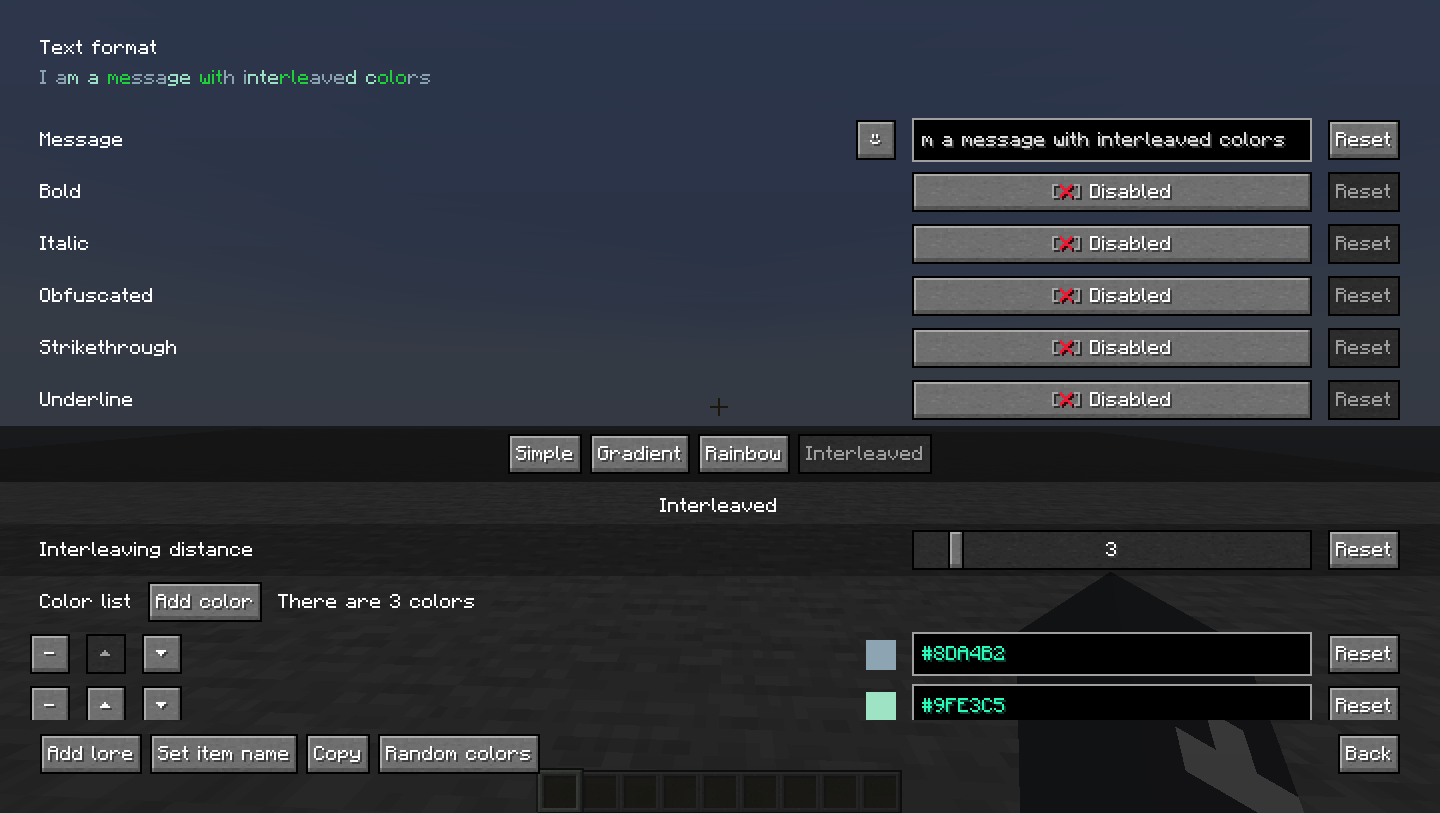 Text format
I am a message with interleaved colors
Message m a message with interleaved colors Reset
Bold [✘] Disabled Reset
Italic [✘] Disabled Reset
Obfuscated [✘] Disabled Reset
Strikethrough [✘] Disabled Reset
Underline [✘] Disabled Reset
Simple Gradient Rainbow Interleaved
Interleaved
Interleaving distance 3 Reset
Color list Add color There are 3 colors
- ▲ ▼ #8DA4B2 Reset
- ▲ ▼ #9FE3C5 Reset
Add lore Set item name Copy Random colors Back